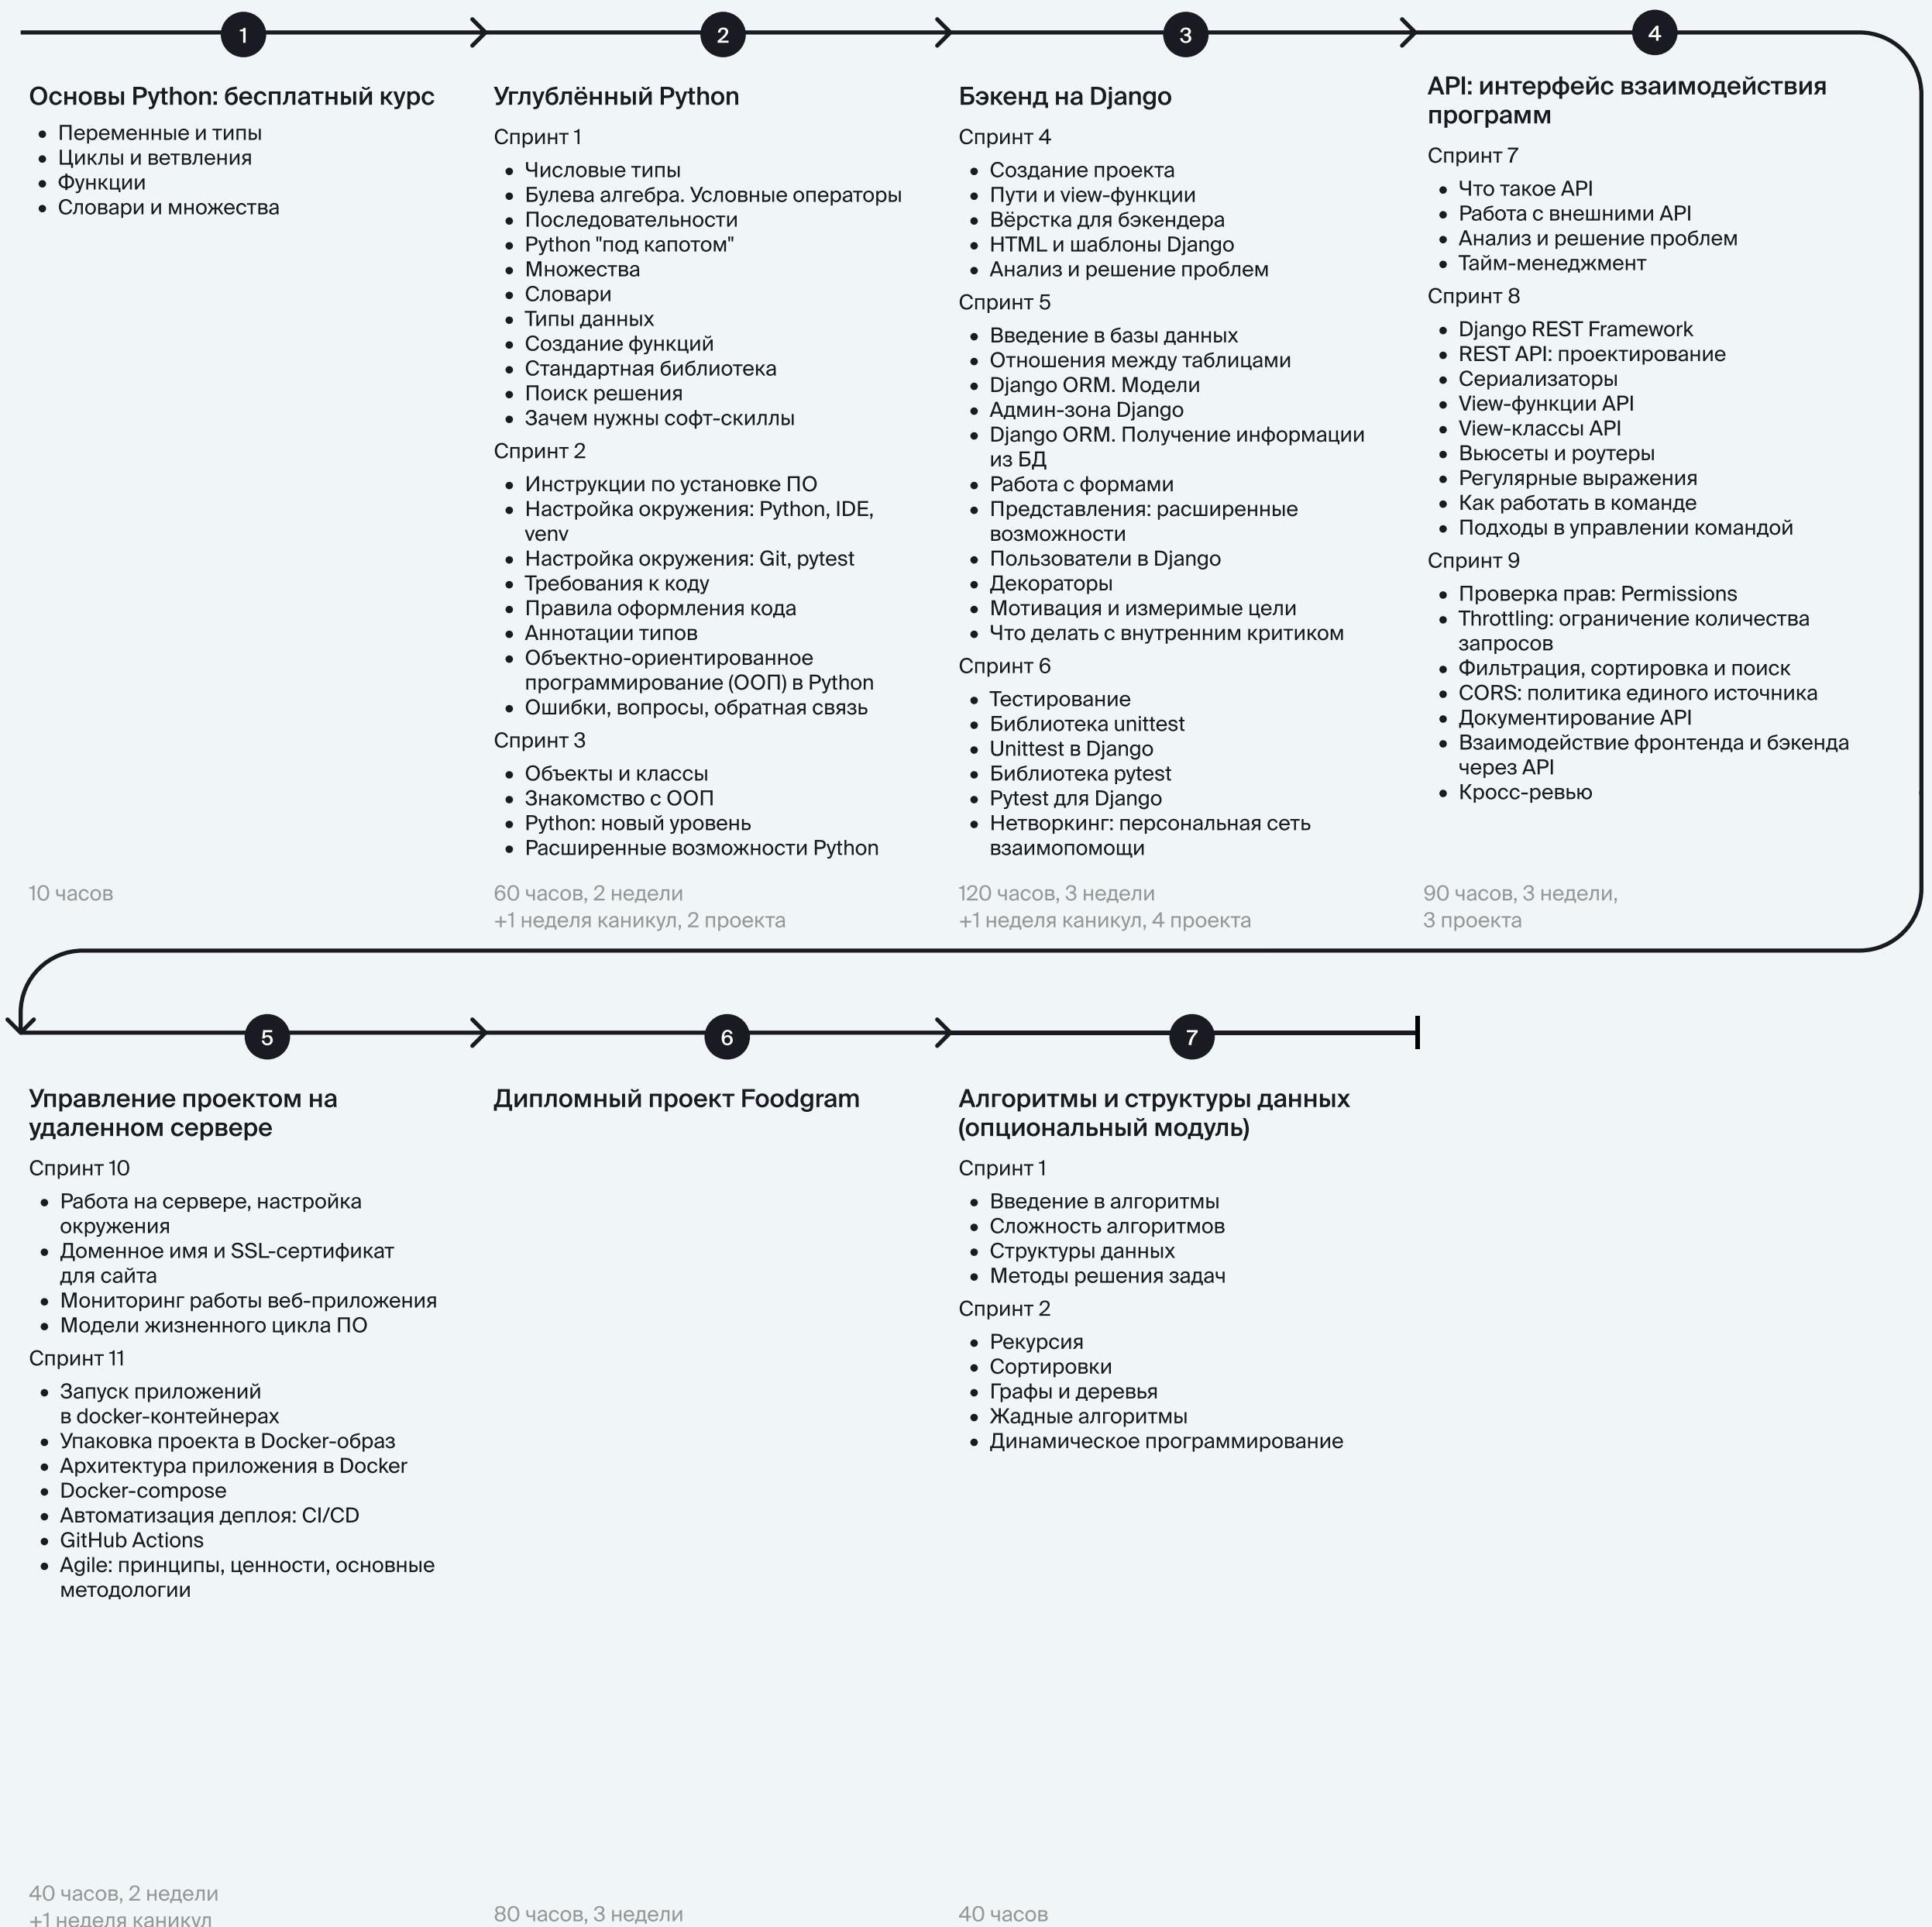 1
Основы Python: бесплатный курс
Переменные и типы
Циклы и ветвления
Функции
Словари и множества
10 часов
2
Углублённый Python
Спринт 1
Числовые типы
Булева алгебра. Условные операторы
Последовательности
Python "под капотом"
Множества
Словари
Типы данных
Создание функций
Стандартная библиотека
Поиск решения
Зачем нужны софт-скиллы
Спринт 2
Инструкции по установке ПО
Настройка окружения: Python, IDE,
venv
Настройка окружения: Git, pytest
Требования к коду
Правила оформления кода
Аннотации типов
Объектно-ориентированное
программирование (ООП) в Python
Ошибки, вопросы, обратная связь
Спринт 3
Объекты и классы
Знакомство с ООП
Python: новый уровень
Расширенные возможности Python
60 часов, 2 недели
+1 неделя каникул, 2 проекта
3
Бэкенд на Django
Спринт 4
Создание проекта
Пути и view-функции
Вёрстка для бэкендера
HTML и шаблоны Django
Анализ и решение проблем
Спринт 5
Введение в базы данных
Отношения между таблицами
Django ORM. Модели
Админ-зона Django
Django ORM. Получение информации
из БД
Работа с формами
Представления: расширенные
возможности
Пользователи в Django
Декораторы
Мотивация и измеримые цели
Что делать с внутренним критиком
Спринт 6
Тестирование
Библиотека unittest
Unittest в Django
Библиотека pytest
Pytest для Django
Нетворкинг: персональная сеть
взаимопомощи
120 часов, 3 недели
+1 неделя каникул, 4 проекта
4
API: интерфейс взаимодействия
программ
Спринт 7
Что такое API
Работа с внешними API
Анализ и решение проблем
Тайм-менеджмент
Спринт 8
Django REST Framework
REST API: проектирование
Сериализаторы
View-функции API
View-классы API
Вьюсеты и роутеры
Регулярные выражения
Как работать в команде
Подходы в управлении командой
Спринт 9
Проверка прав: Permissions
Throttling: ограничение количества
запросов
Фильтрация, сортировка и поиск
CORS: политика единого источника
Документирование API
Взаимодействие фронтенда и бэкенда
через API
Кросс-ревью
90 часов, 3 недели,
3 проекта
5
Управление проектом на
удаленном сервере
Спринт 10
Работа на сервере, настройка
окружения
Доменное имя и SSL-сертификат
для сайта
Мониторинг работы веб-приложения
Модели жизненного цикла ПО
Спринт 11
Запуск приложений
в docker-контейнерах
Упаковка проекта в Docker-образ
Архитектура приложения в Docker
Docker-compose
Автоматизация деплоя: CI/CD
GitHub Actions
Agile: принципы, ценности, основные
методологии
40 часов, 2 недели
+1 неделя каникул
6
Дипломный проект Foodgram
80 часов, 3 недели
7
Алгоритмы и структуры данных
(опциональный модуль)
Спринт 1
Введение в алгоритмы
Сложность алгоритмов
Структуры данных
Методы решения задач
Спринт 2
Рекурсия
Сортировки
Графы и деревья
Жадные алгоритмы
Динамическое программирование
40 часов